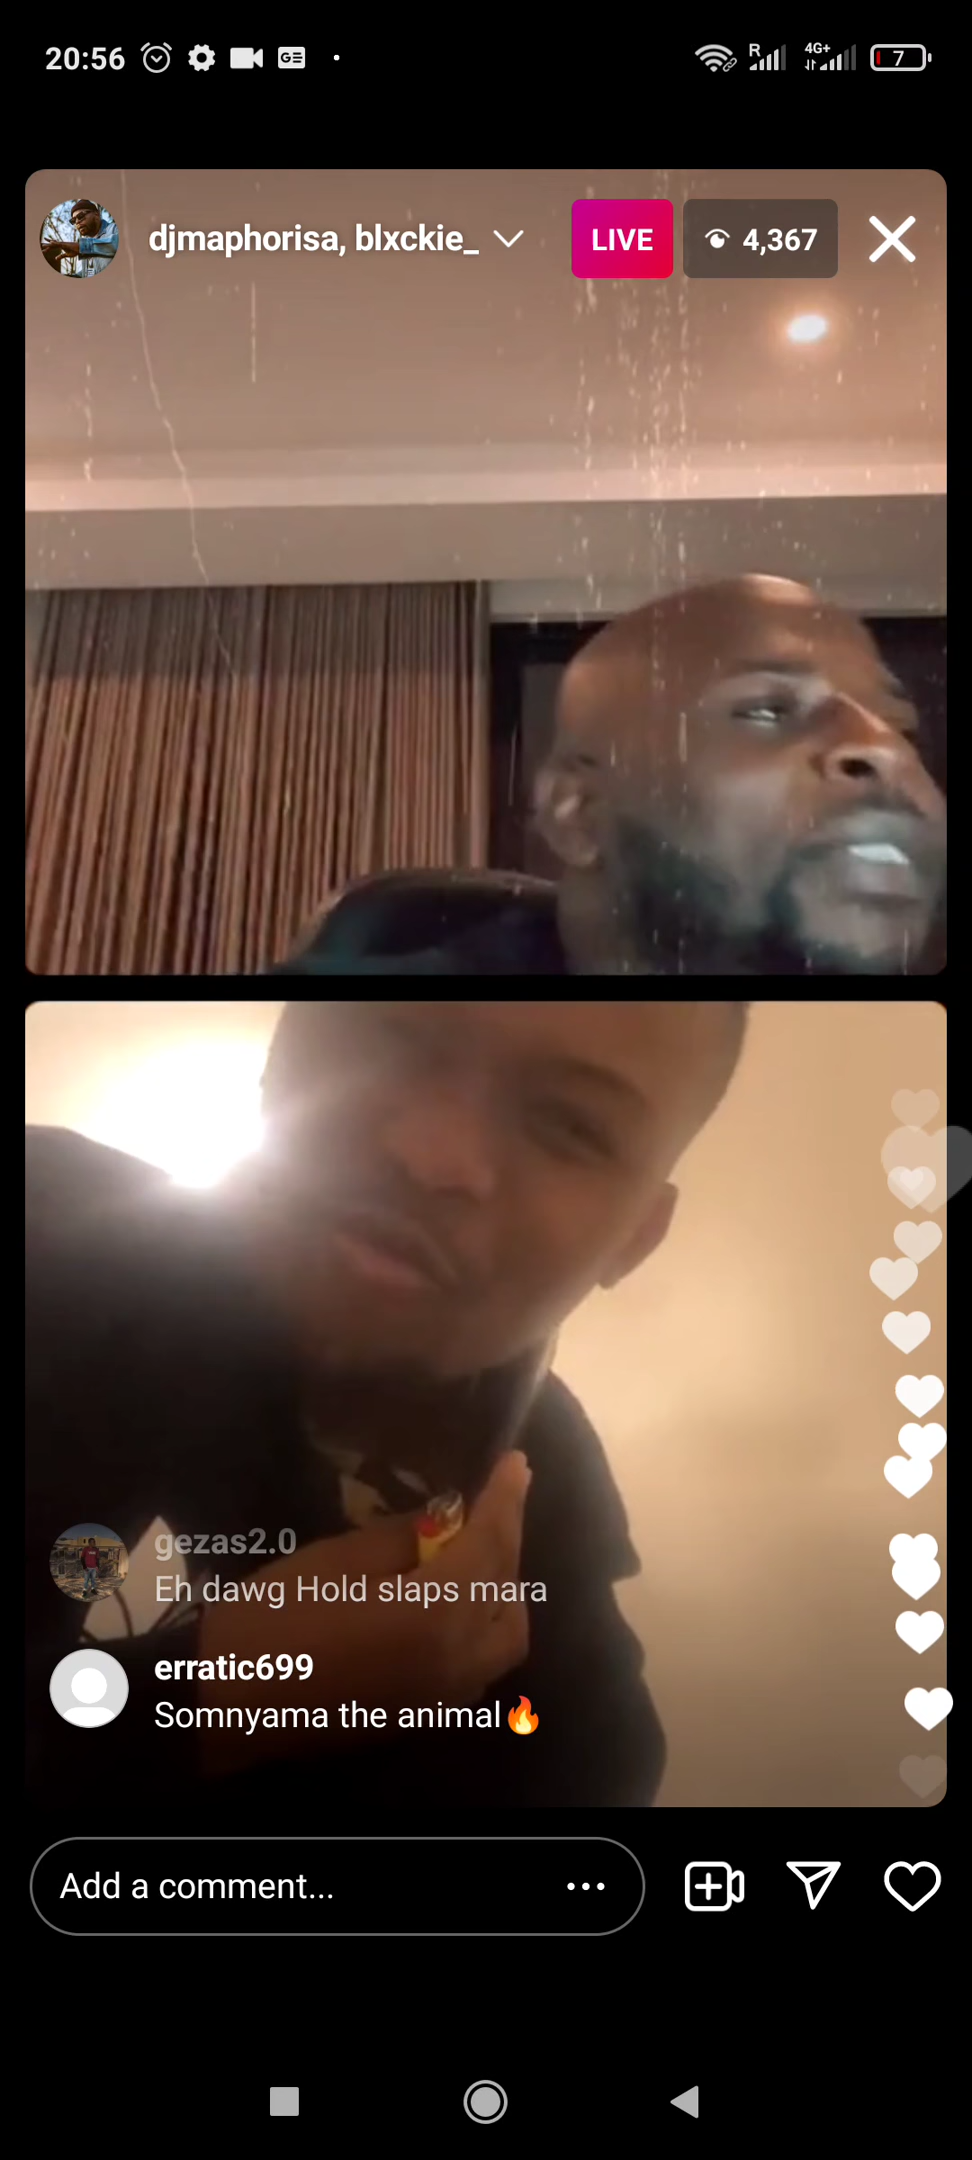 20:56
R
4G+
7
djmaphorisa, blxckie_
LIVE
4,367
gezas2.0
Eh dawg Hold slaps mara
erratic699
Somnyama the animal🔥
Add a comment...